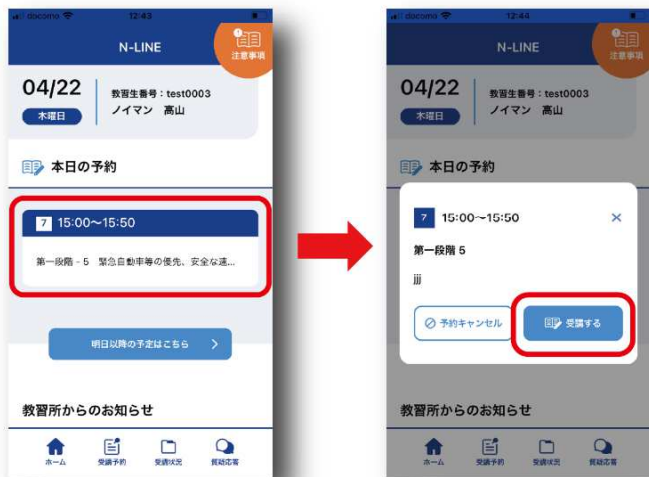 docomo 12:43
N-LINE
注意事項
04/22
木曜日
教習生番号：test0003
ノイマン 高山
本日の予約
7 15:00～15:50
第一段階 - 5 緊急自動車等の優先、安全な速...
明日以降の予定はこちら
教習所からのお知らせ
ホーム 受講予約 受講状況 質疑応答
docomo 12:44
N-LINE
注意事項
04/22
木曜日
教習生番号：test0003
ノイマン 高山
本日の予約
7 15:00～15:50 ×
第一段階 5
jjj
予約キャンセル 受講する
教習所からのお知らせ
ホーム 受講予約 受講状況 質疑応答